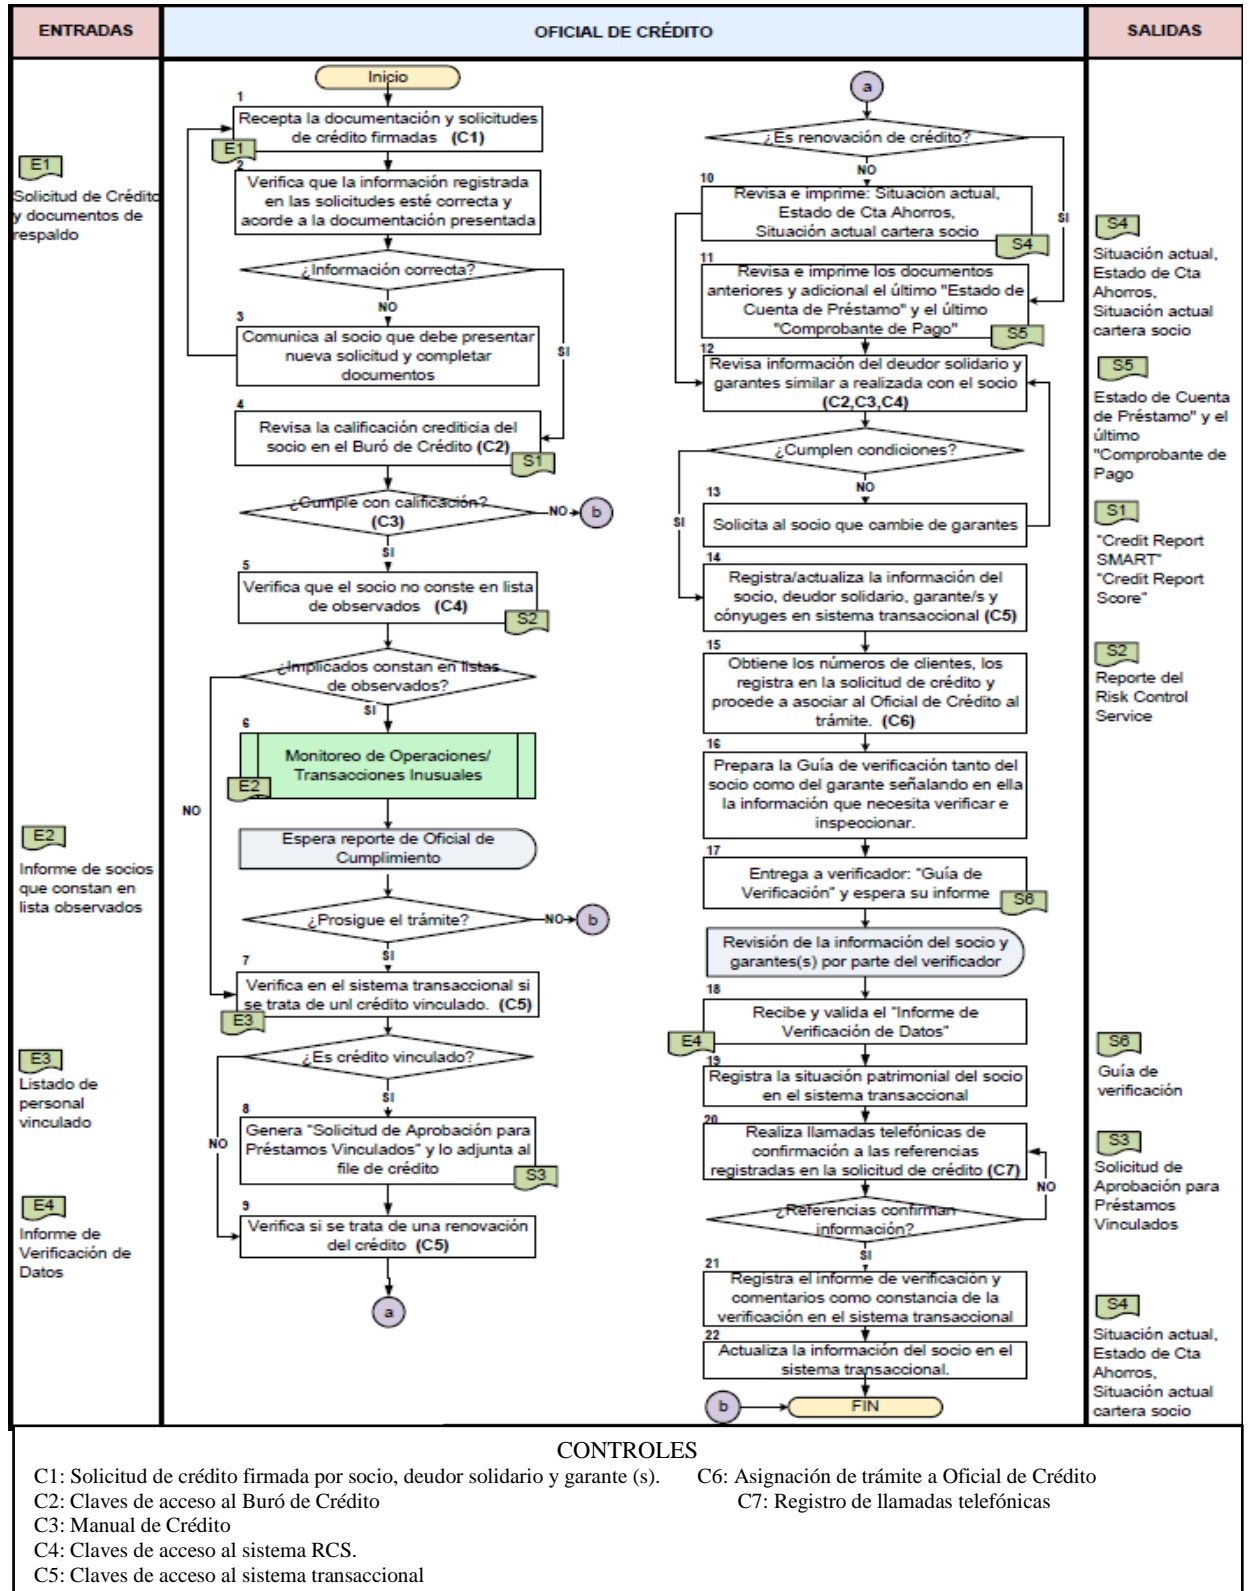 ENTRADAS
OFICIAL DE CRÉDITO
SALIDAS
E1
Solicitud de Crédito
y documentos de
respaldo
E2
Informe de socios
que constan en
lista observados
E3
Listado de
personal
vinculado
E4
Informe de
Verificación de
Datos
Inicio
1
Recepta la documentación y solicitudes
de crédito firmadas (C1)
E1
2
Verifica que la información registrada
en las solicitudes esté correcta y
acorde a la documentación presentada
¿Información correcta?
NO
SI
3
Comunica al socio que debe presentar
nueva solicitud y completar
documentos
4
Revisa la calificación crediticia del
socio en el Buró de Crédito (C2)
S1
¿Cumple con calificación?
(C3)
NO
b
SI
5
Verifica que el socio no conste en lista
de observados (C4)
S2
¿Implicados constan en listas
de observados?
SI
NO
6
Monitoreo de Operaciones/
Transacciones Inusuales
E2
Espera reporte de Oficial de
Cumplimiento
¿Prosigue el trámite?
NO
b
SI
7
Verifica en el sistema transaccional si
se trata de unl crédito vinculado. (C5)
E3
¿Es crédito vinculado?
SI
NO
8
Genera "Solicitud de Aprobación para
Préstamos Vinculados" y lo adjunta al
file de crédito
S3
9
Verifica si se trata de una renovación
del crédito (C5)
a
a
¿Es renovación de crédito?
NO
SI
10
Revisa e imprime: Situación actual,
Estado de Cta Ahorros,
Situación actual cartera socio
S4
11
Revisa e imprime los documentos
anteriores y adicional el último "Estado de
Cuenta de Préstamo" y el último
"Comprobante de Pago"
S5
12
Revisa información del deudor solidario y
garantes similar a realizada con el socio
(C2,C3,C4)
¿Cumplen condiciones?
NO
SI
13
Solicita al socio que cambie de garantes
14
Registra/actualiza la información del
socio, deudor solidario, garante/s y
cónyuges en sistema transaccional (C5)
15
Obtiene los números de clientes, los
registra en la solicitud de crédito y
procede a asociar al Oficial de Crédito al
trámite. (C6)
16
Prepara la Guía de verificación tanto del
socio como del garante señalando en ella
la información que necesita verificar e
inspeccionar.
17
Entrega a verificador: "Guía de
Verificación" y espera su informe
S6
Revisión de la información del socio y
garantes(s) por parte del verificador
18
Recibe y valida el "Informe de
Verificación de Datos"
E4
19
Registra la situación patrimonial del socio
en el sistema transaccional
20
Realiza llamadas telefónicas de
confirmación a las referencias
registradas en la solicitud de crédito (C7)
NO
¿Referencias confirman
información?
SI
21
Registra el informe de verificación y
comentarios como constancia de la
verificación en el sistema transaccional
22
Actualiza la información del socio en el
sistema transaccional.
b
FIN
S4
Situación actual,
Estado de Cta
Ahorros,
Situación actual
cartera socio
S5
Estado de Cuenta
de Préstamo" y el
último
"Comprobante de
Pago
S1
"Credit Report
SMART"
"Credit Report
Score"
S2
Reporte del
Risk Control
Service
S6
Guía de
verificación
S3
Solicitud de
Aprobación para
Préstamos
Vinculados
S4
Situación actual,
Estado de Cta
Ahorros,
Situación actual
cartera socio
CONTROLES
C1: Solicitud de crédito firmada por socio, deudor solidario y garante (s).
C6: Asignación de trámite a Oficial de Crédito
C2: Claves de acceso al Buró de Crédito
C7: Registro de llamadas telefónicas
C3: Manual de Crédito
C4: Claves de acceso al sistema RCS.
C5: Claves de acceso al sistema transaccional